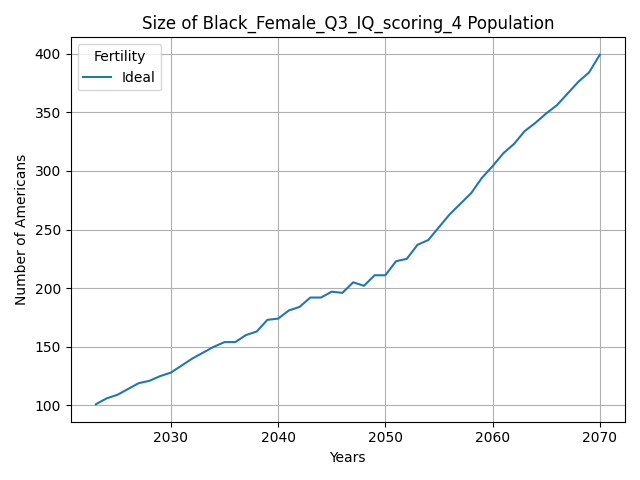 Size of Black_Female_Q3_IQ_scoring_4 Population
Fertility
Ideal
Number of Americans
400
350
300
250
200
150
100
2030 2040 2050 2060 2070
Years